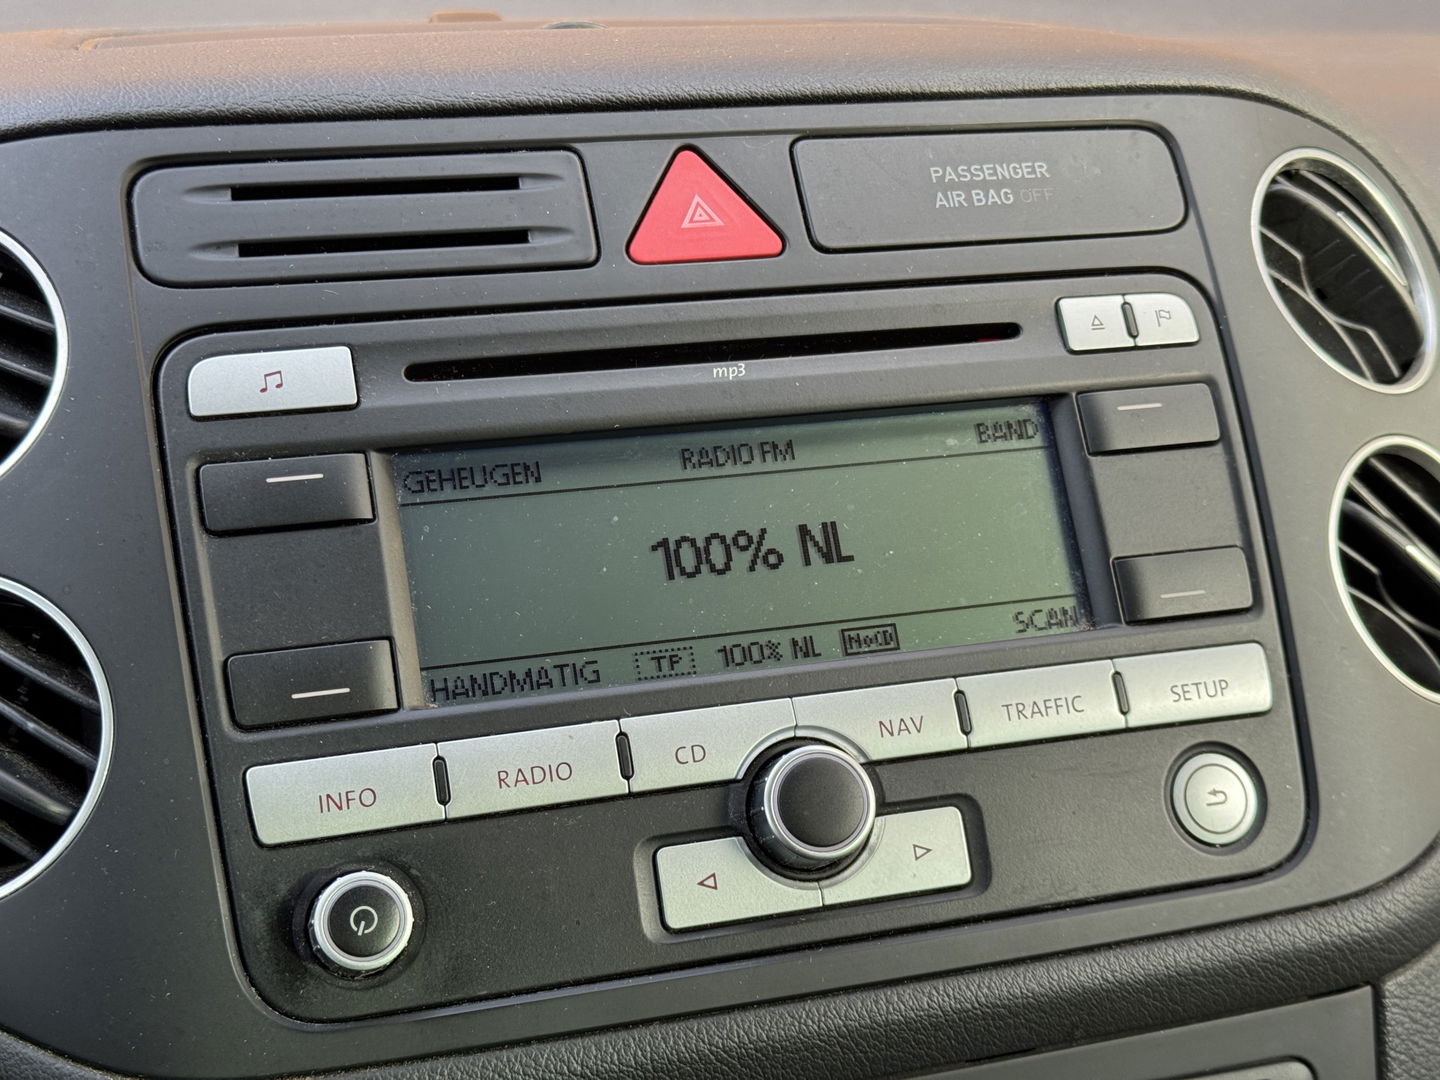 PASSENGER
AIR BAG OFF
mp3
GEHEUGEN RADIO FM BAND
100% NL
HANDMATIG TP 100% NL NoCD SCAN
INFO RADIO CD NAV TRAFFIC SETUP